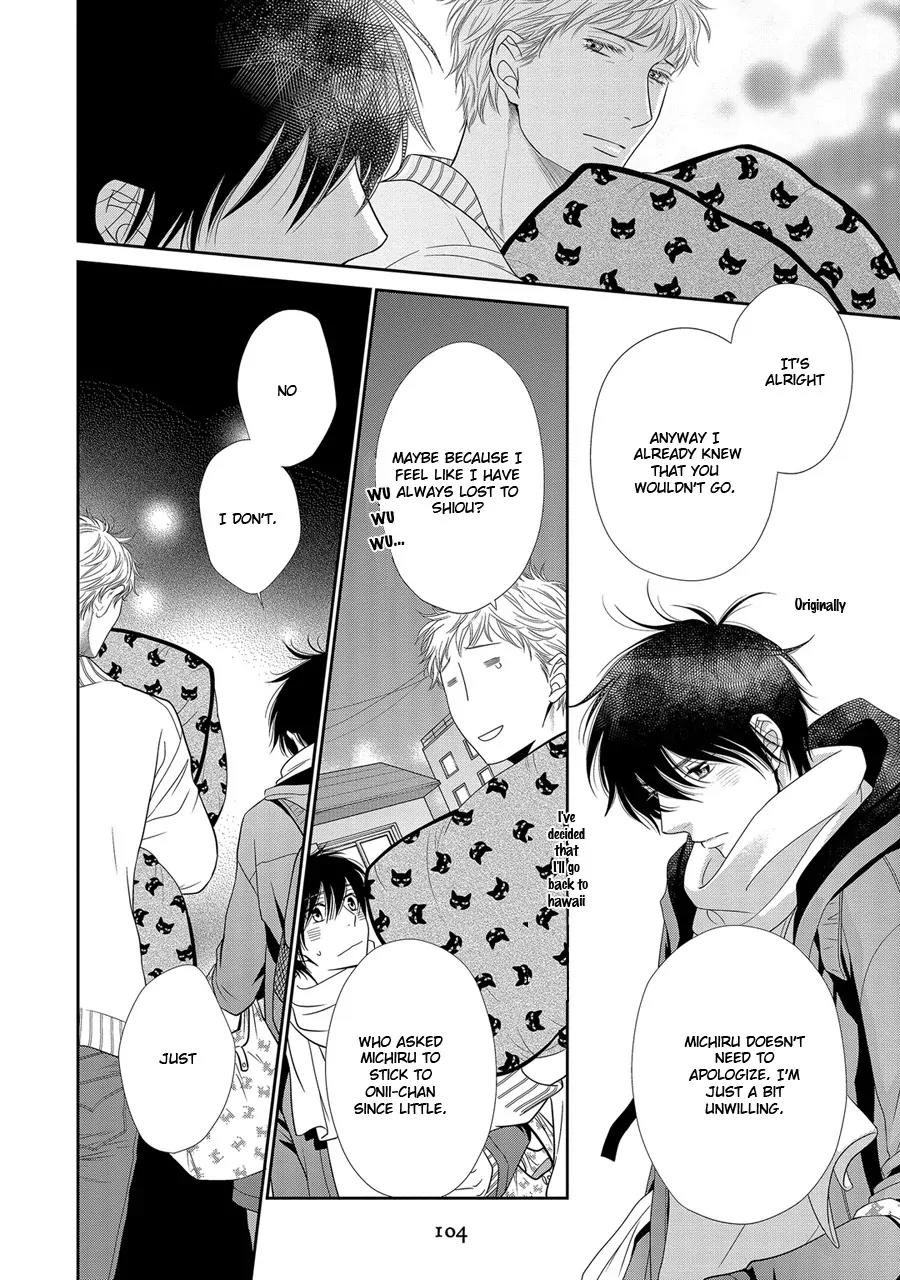 IT'S
ALRIGHT
ANYWAY I
ALREADY KNEW
THAT YOU
WOULDN'T GO.
Originally
MICHIRU DOESN'T
NEED TO
APOLOGIZE. I'M
JUST A BIT
UNWILLING.
MAYBE BECAUSE I
FEEL LIKE I HAVE
ALWAYS LOST TO
SHIOU?
WU
WU
WU...
I've
decided
that
I'll go
back to
hawaii
WHO ASKED
MICHIRU TO
STICK TO
ONII-CHAN
SINCE LITTLE.
NO
I DON'T.
JUST
104